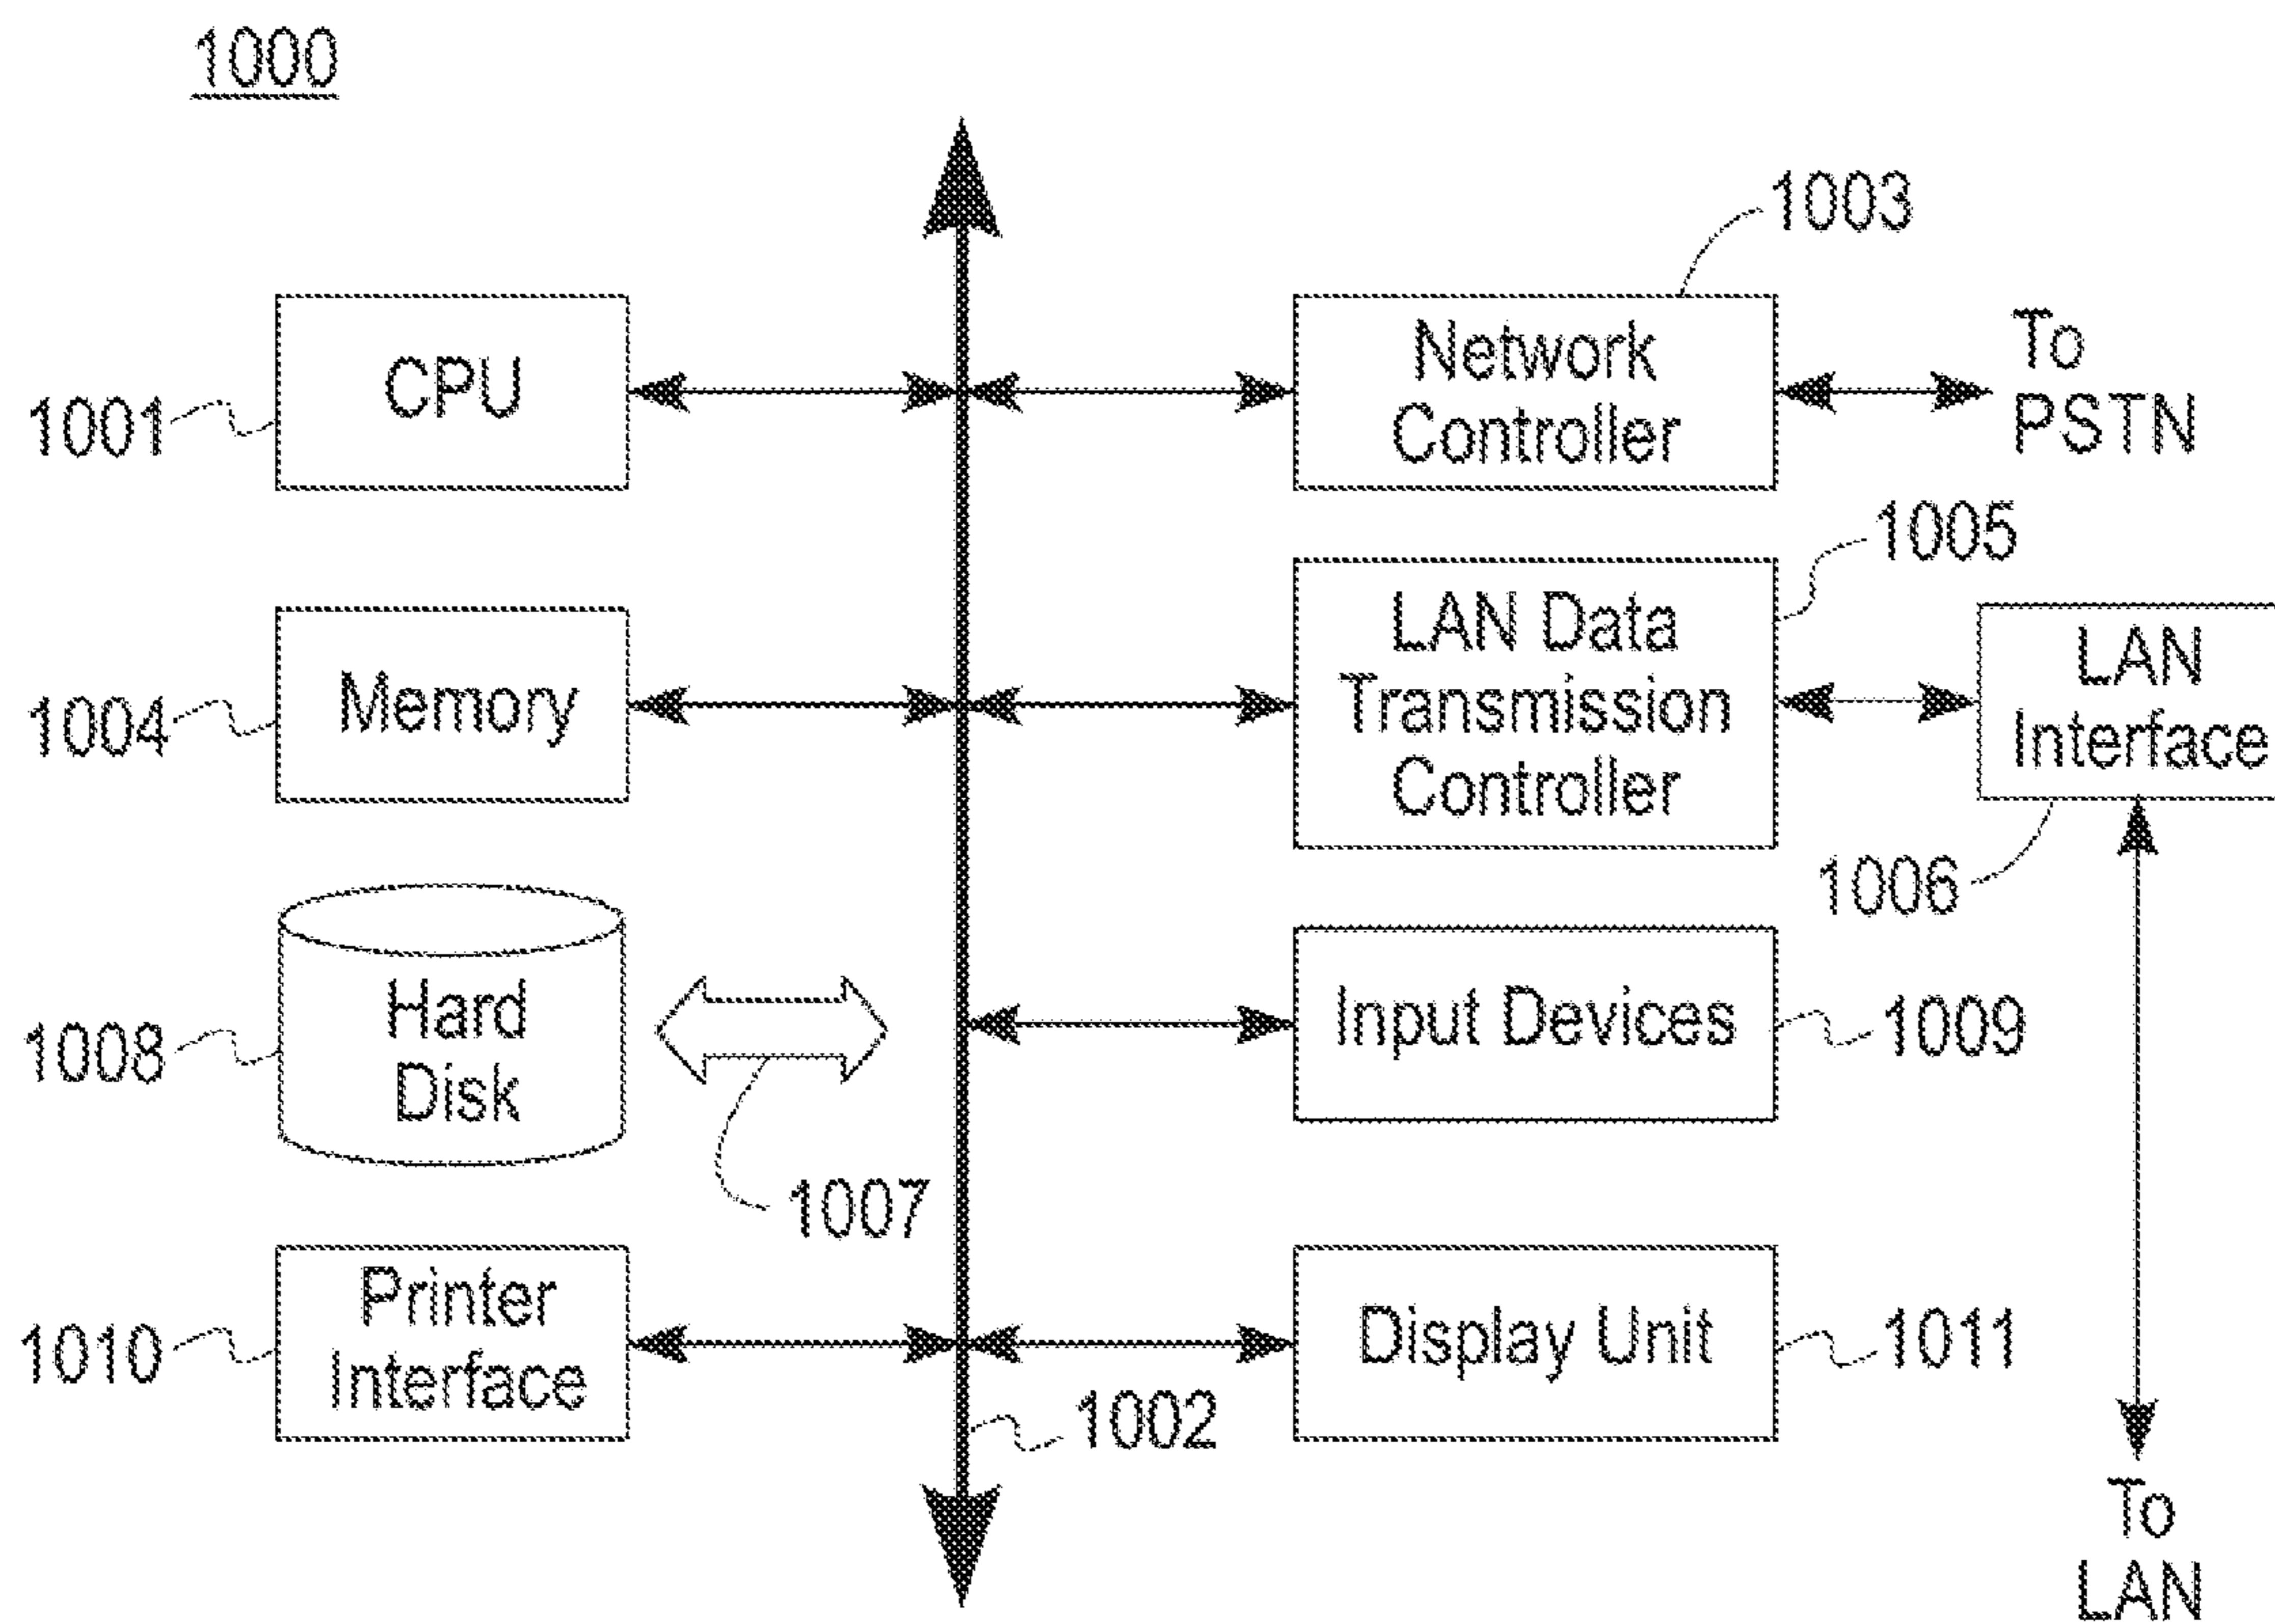 1000
1003
CPU
Network
Controller
To
PSTN
1001
1005
Memory
LAN Data
Transmission
Controller
LAN
Interface
1004
1006
Hard
Disk
Input Devices
1009
1008
1007
Printer
Interface
Display Unit
1011
1010
1002
To
LAN